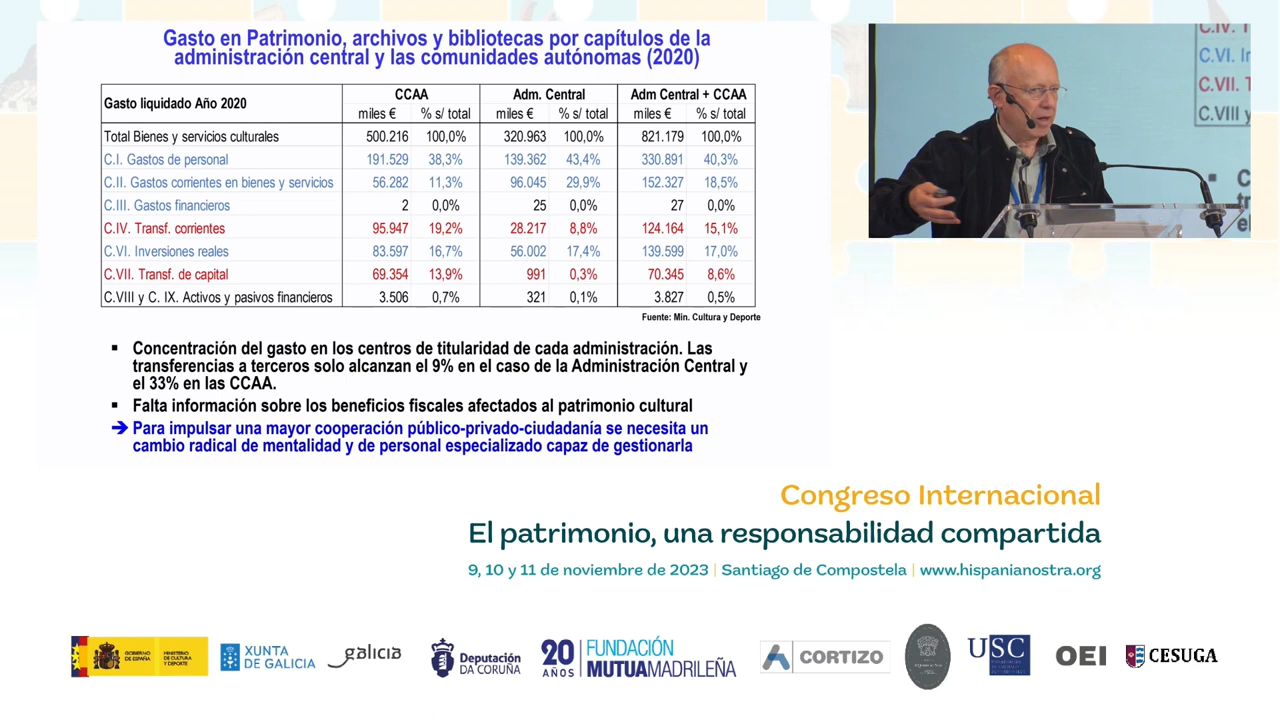 Gasto en Patrimonio, archivos y bibliotecas por capítulos de la
administración central y las comunidades autónomas (2020)
Gasto liquidado Año 2020 CCAA Adm. Central Adm Central + CCAA
miles € % s/ total miles € % s/ total miles € % s/ total
Total Bienes y servicios culturales 500.216 100,0% 320.963 100,0% 821.179 100,0%
C.I. Gastos de personal 191.529 38,3% 139.362 43,4% 330.891 40,3%
C.II. Gastos corrientes en bienes y servicios 56.282 11,3% 96.045 29,9% 152.327 18,5%
C.III. Gastos financieros 2 0,0% 25 0,0% 27 0,0%
C.IV. Transf. corrientes 95.947 19,2% 28.217 8,8% 124.164 15,1%
C.VI. Inversiones reales 83.597 16,7% 56.002 17,4% 139.599 17,0%
C.VII. Transf. de capital 69.354 13,9% 991 0,3% 70.345 8,6%
C.VIII y C. IX. Activos y pasivos financieros 3.506 0,7% 321 0,1% 3.827 0,5%
Fuente: Min. Cultura y Deporte
▪ Concentración del gasto en los centros de titularidad de cada administración. Las
transferencias a terceros solo alcanzan el 9% en el caso de la Administración Central y
el 33% en las CCAA.
▪ Falta información sobre los beneficios fiscales afectados al patrimonio cultural
➔ Para impulsar una mayor cooperación público-privado-ciudadanía se necesita un
cambio radical de mentalidad y de personal especializado capaz de gestionarla
C.IV. T
C.VI. In
C.VII. T
C.VIII y
Congreso Internacional
El patrimonio, una responsabilidad compartida
9, 10 y 11 de noviembre de 2023 | Santiago de Compostela | www.hispanianostra.org
GOBIERNO
DE ESPAÑA
MINISTERIO
DE CULTURA
Y DEPORTE
XUNTA
DE GALICIA
galicia
Deputación
DA CORUÑA
20
AÑOS
FUNDACIÓN
MUTUAMADRILEÑA
CORTIZO
USC
OEI
CESUGA